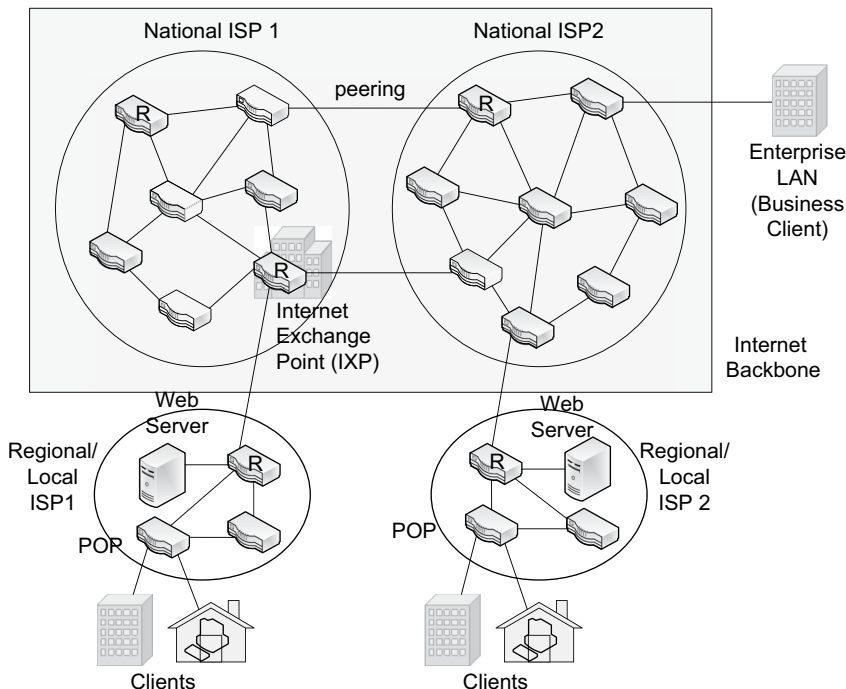 National ISP 1
National ISP2
R
peering
R
Enterprise
LAN
(Business
Client)
R
Internet
Exchange
Point (IXP)
Internet
Backbone
Web
Server
Web
Server
Regional/
Local
ISP1
R
R
Regional/
Local
ISP 2
POP
POP
Clients
Clients